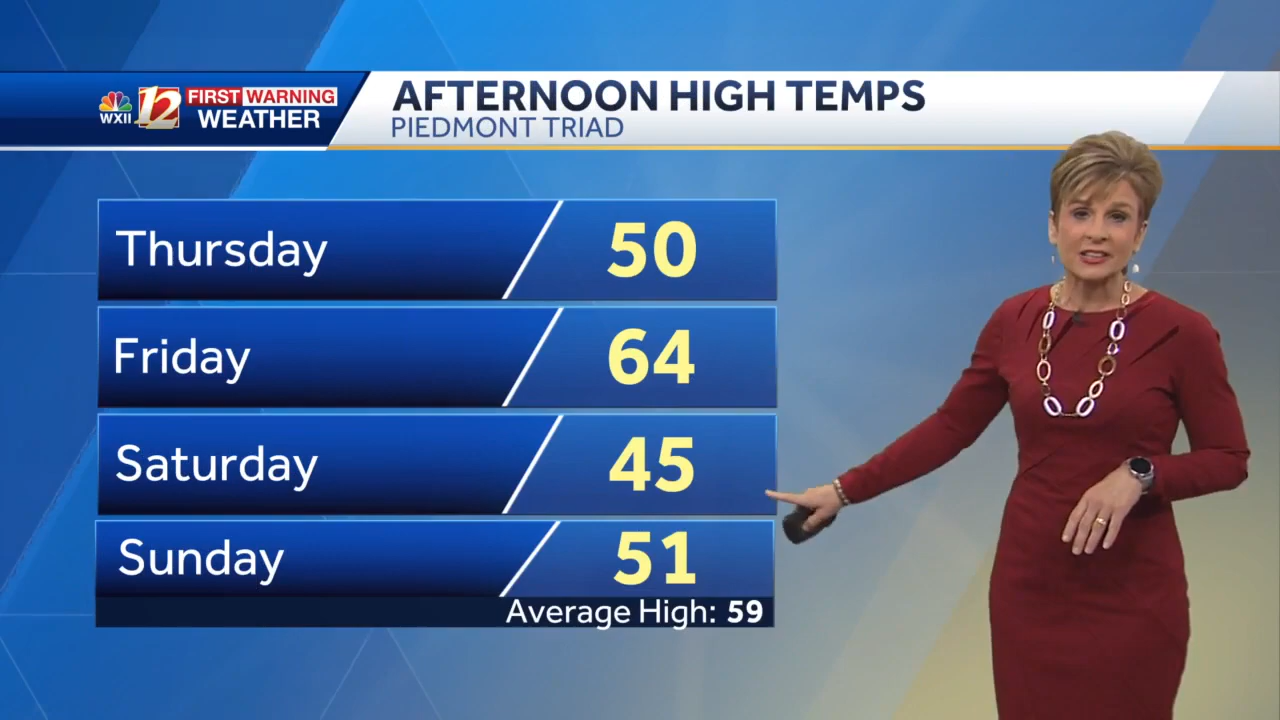 WXII 12 FIRST WARNING
WEATHER
AFTERNOON HIGH TEMPS
PIEDMONT TRIAD
Thursday 50
Friday 64
Saturday 45
Sunday 51
Average High: 59